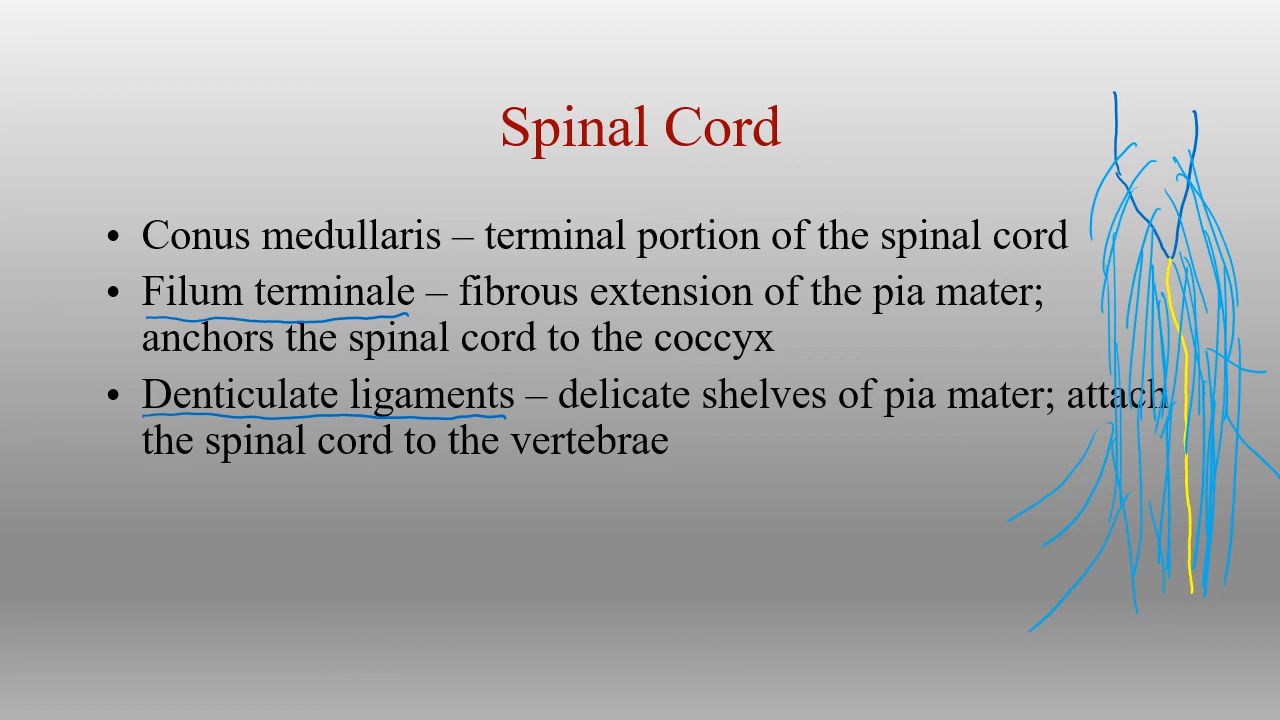 Spinal Cord
• Conus medullaris – terminal portion of the spinal cord
• Filum terminale – fibrous extension of the pia mater;
anchors the spinal cord to the coccyx
• Denticulate ligaments – delicate shelves of pia mater; attach
the spinal cord to the vertebrae